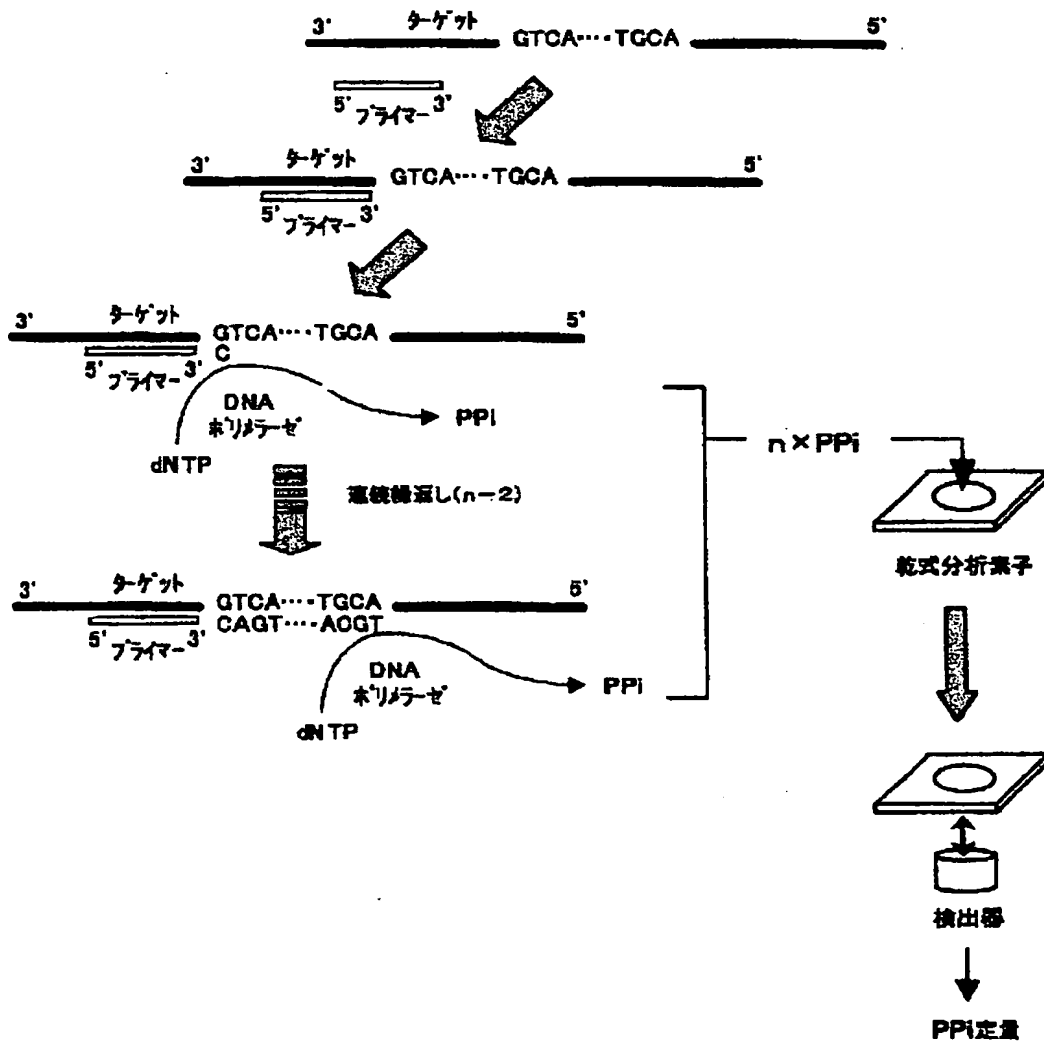 3' ターゲット GTCA････TGCA 5'
5' プライマー 3'
3' ターゲット GTCA････TGCA 5'
5' プライマー 3'
3' ターゲット GTCA････TGCA 5'
C
5' プライマー 3'
DNA
ポリメラーゼ
PPi
dNTP
連続繰返し(n-2)
n×PPi
乾式分析素子
3' ターゲット GTCA････TGCA 5'
CAGT････ACGT
5' プライマー 3'
DNA
ポリメラーゼ
PPi
dNTP
検出器
PPi定量